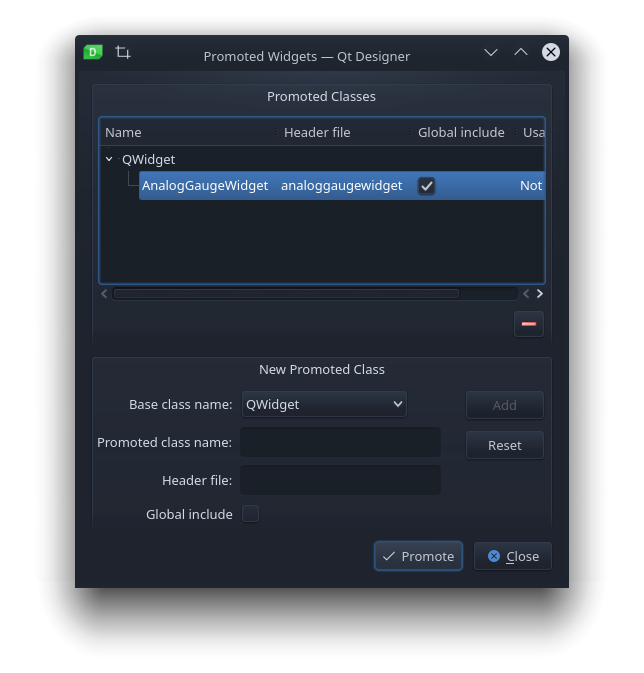 D
Promoted Widgets — Qt Designer
Promoted Classes
Name Header file Global include Usa
QWidget
AnalogGaugeWidget analoggaugewidget Not
New Promoted Class
Base class name: QWidget Add
Promoted class name: Reset
Header file:
Global include
Promote Close